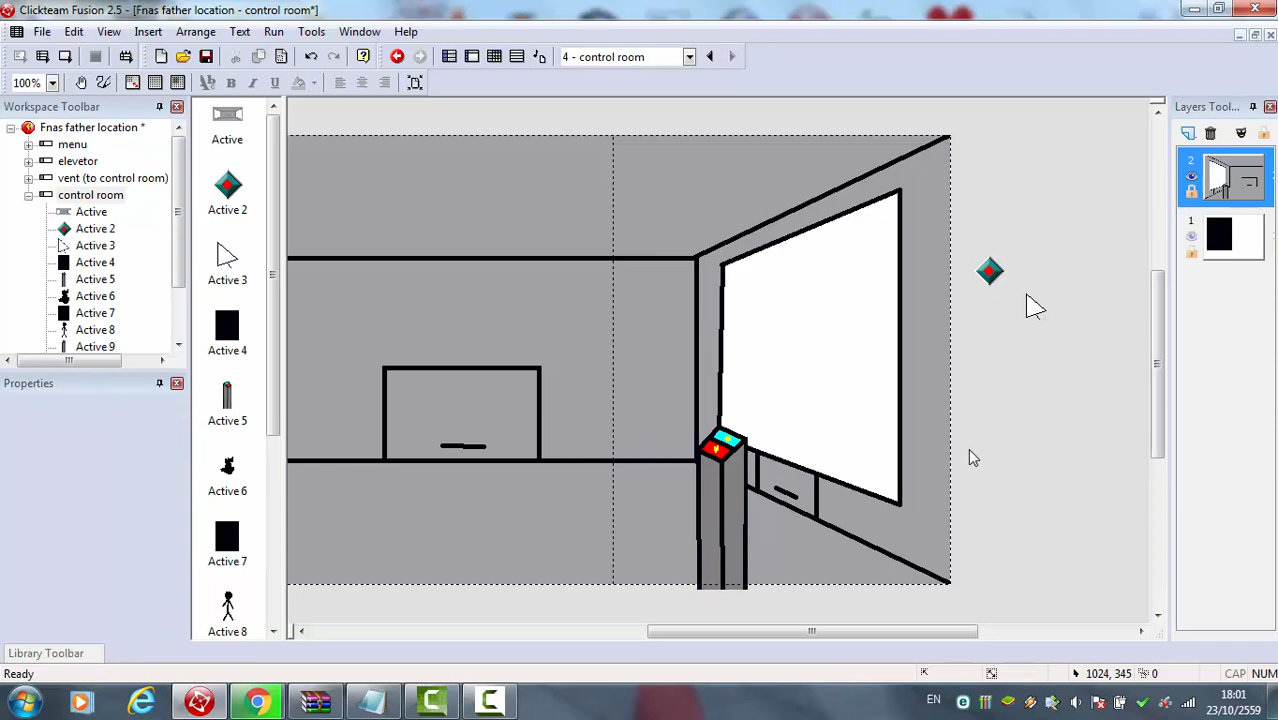 Clickteam Fusion 2.5 - [Fnas father location - control room*]
File Edit View Insert Arrange Text Run Tools Window Help
4 - control room
100%
B I U A
Workspace Toolbar
Fnas father location *
menu
elevetor
vent (to control room)
control room
Active
Active 2
Active 3
Active 4
Active 5
Active 6
Active 7
Active 8
Active 9
Properties
Library Toolbar
Active
Active 2
Active 3
Active 4
Active 5
Active 6
Active 7
Active 8
Layers Tool...
2
1
Ready
1024, 345
0
CAP NUM
EN
18:01
23/10/2559